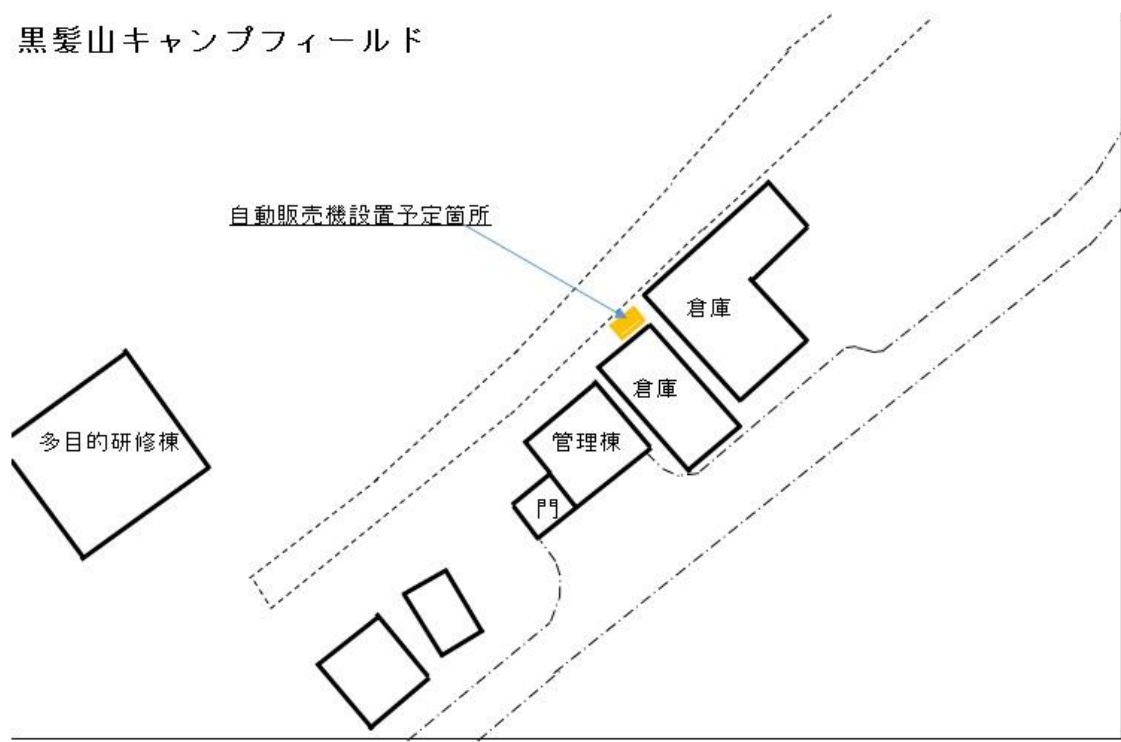 黒髪山キャンプフィールド
自動販売機設置予定箇所
倉庫
倉庫
多目的研修棟
管理棟
門